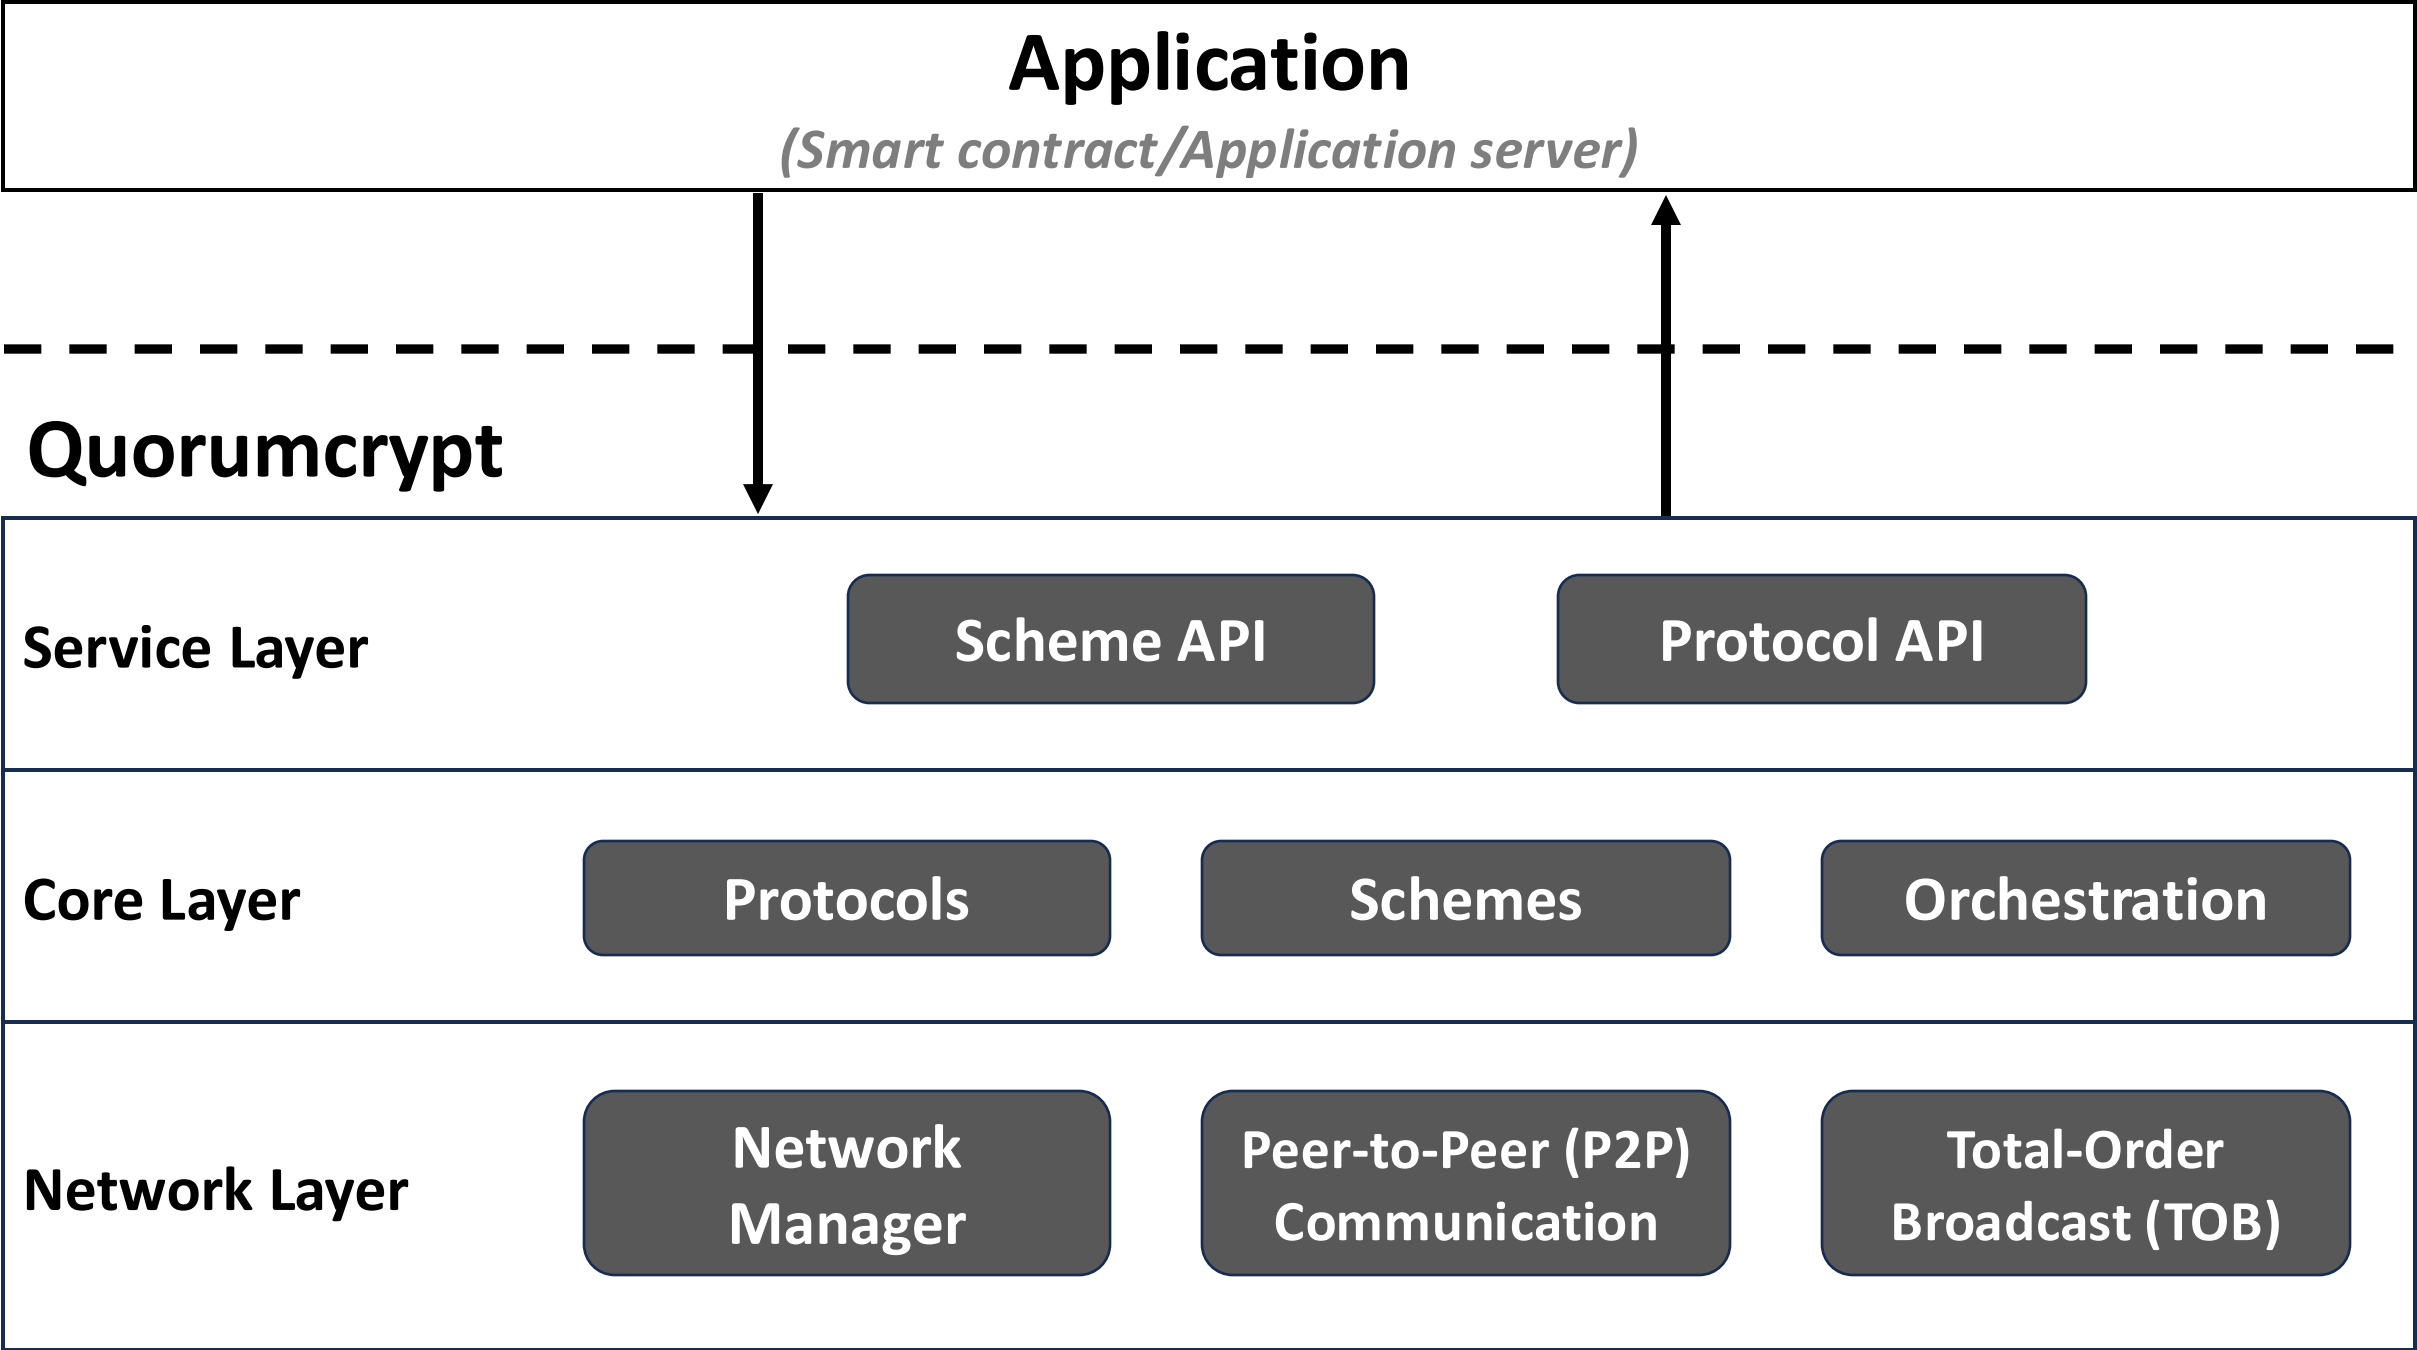 Application
(Smart contract/Application server)
Quorumcrypt
Service Layer
Scheme API
Protocol API
Core Layer
Protocols
Schemes
Orchestration
Network Layer
Network
Manager
Peer-to-Peer (P2P)
Communication
Total-Order
Broadcast (TOB)